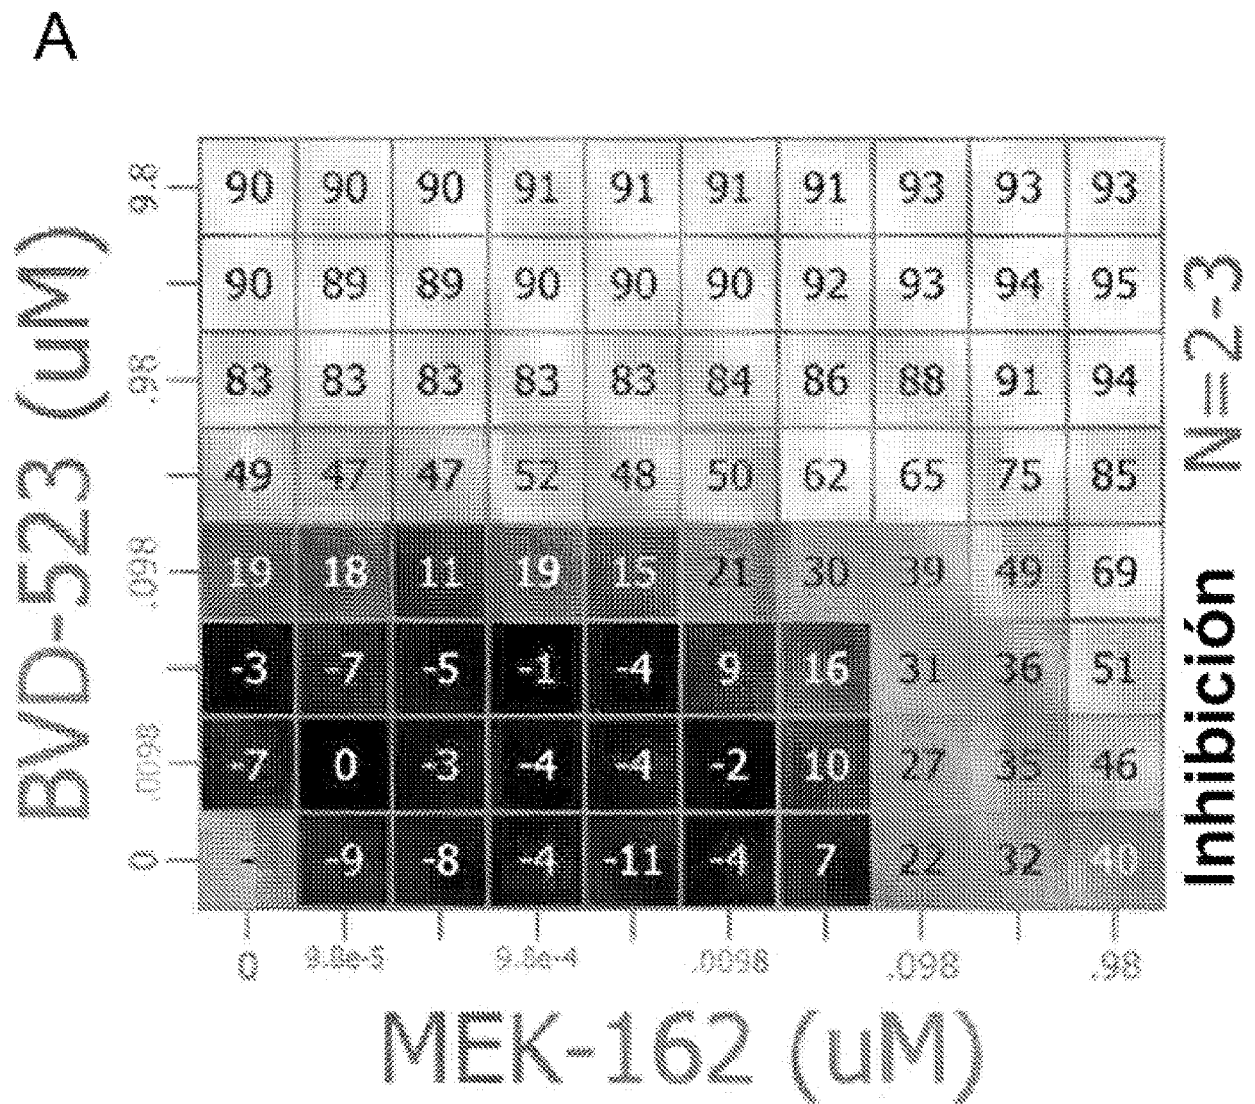 A
BVD-523 (uM)
9.8
.98
.098
.0098
0
90 90 90 91 91 91 91 93 93 93
90 89 89 90 90 90 92 93 94 95
83 83 83 83 83 84 86 88 91 94
49 47 47 52 48 50 62 65 75 85
19 18 11 19 15 21 30 39 49 69
-3 -7 -5 -1 -4 9 16 31 36 51
-7 0 -3 -4 -4 -2 10 27 46
- -9 -8 -4 -11 -4 7 22 32
0 9.8e-5 9.8e-4 .0098 .098 .98
MEK-162 (uM)
Inhibición N=2-3